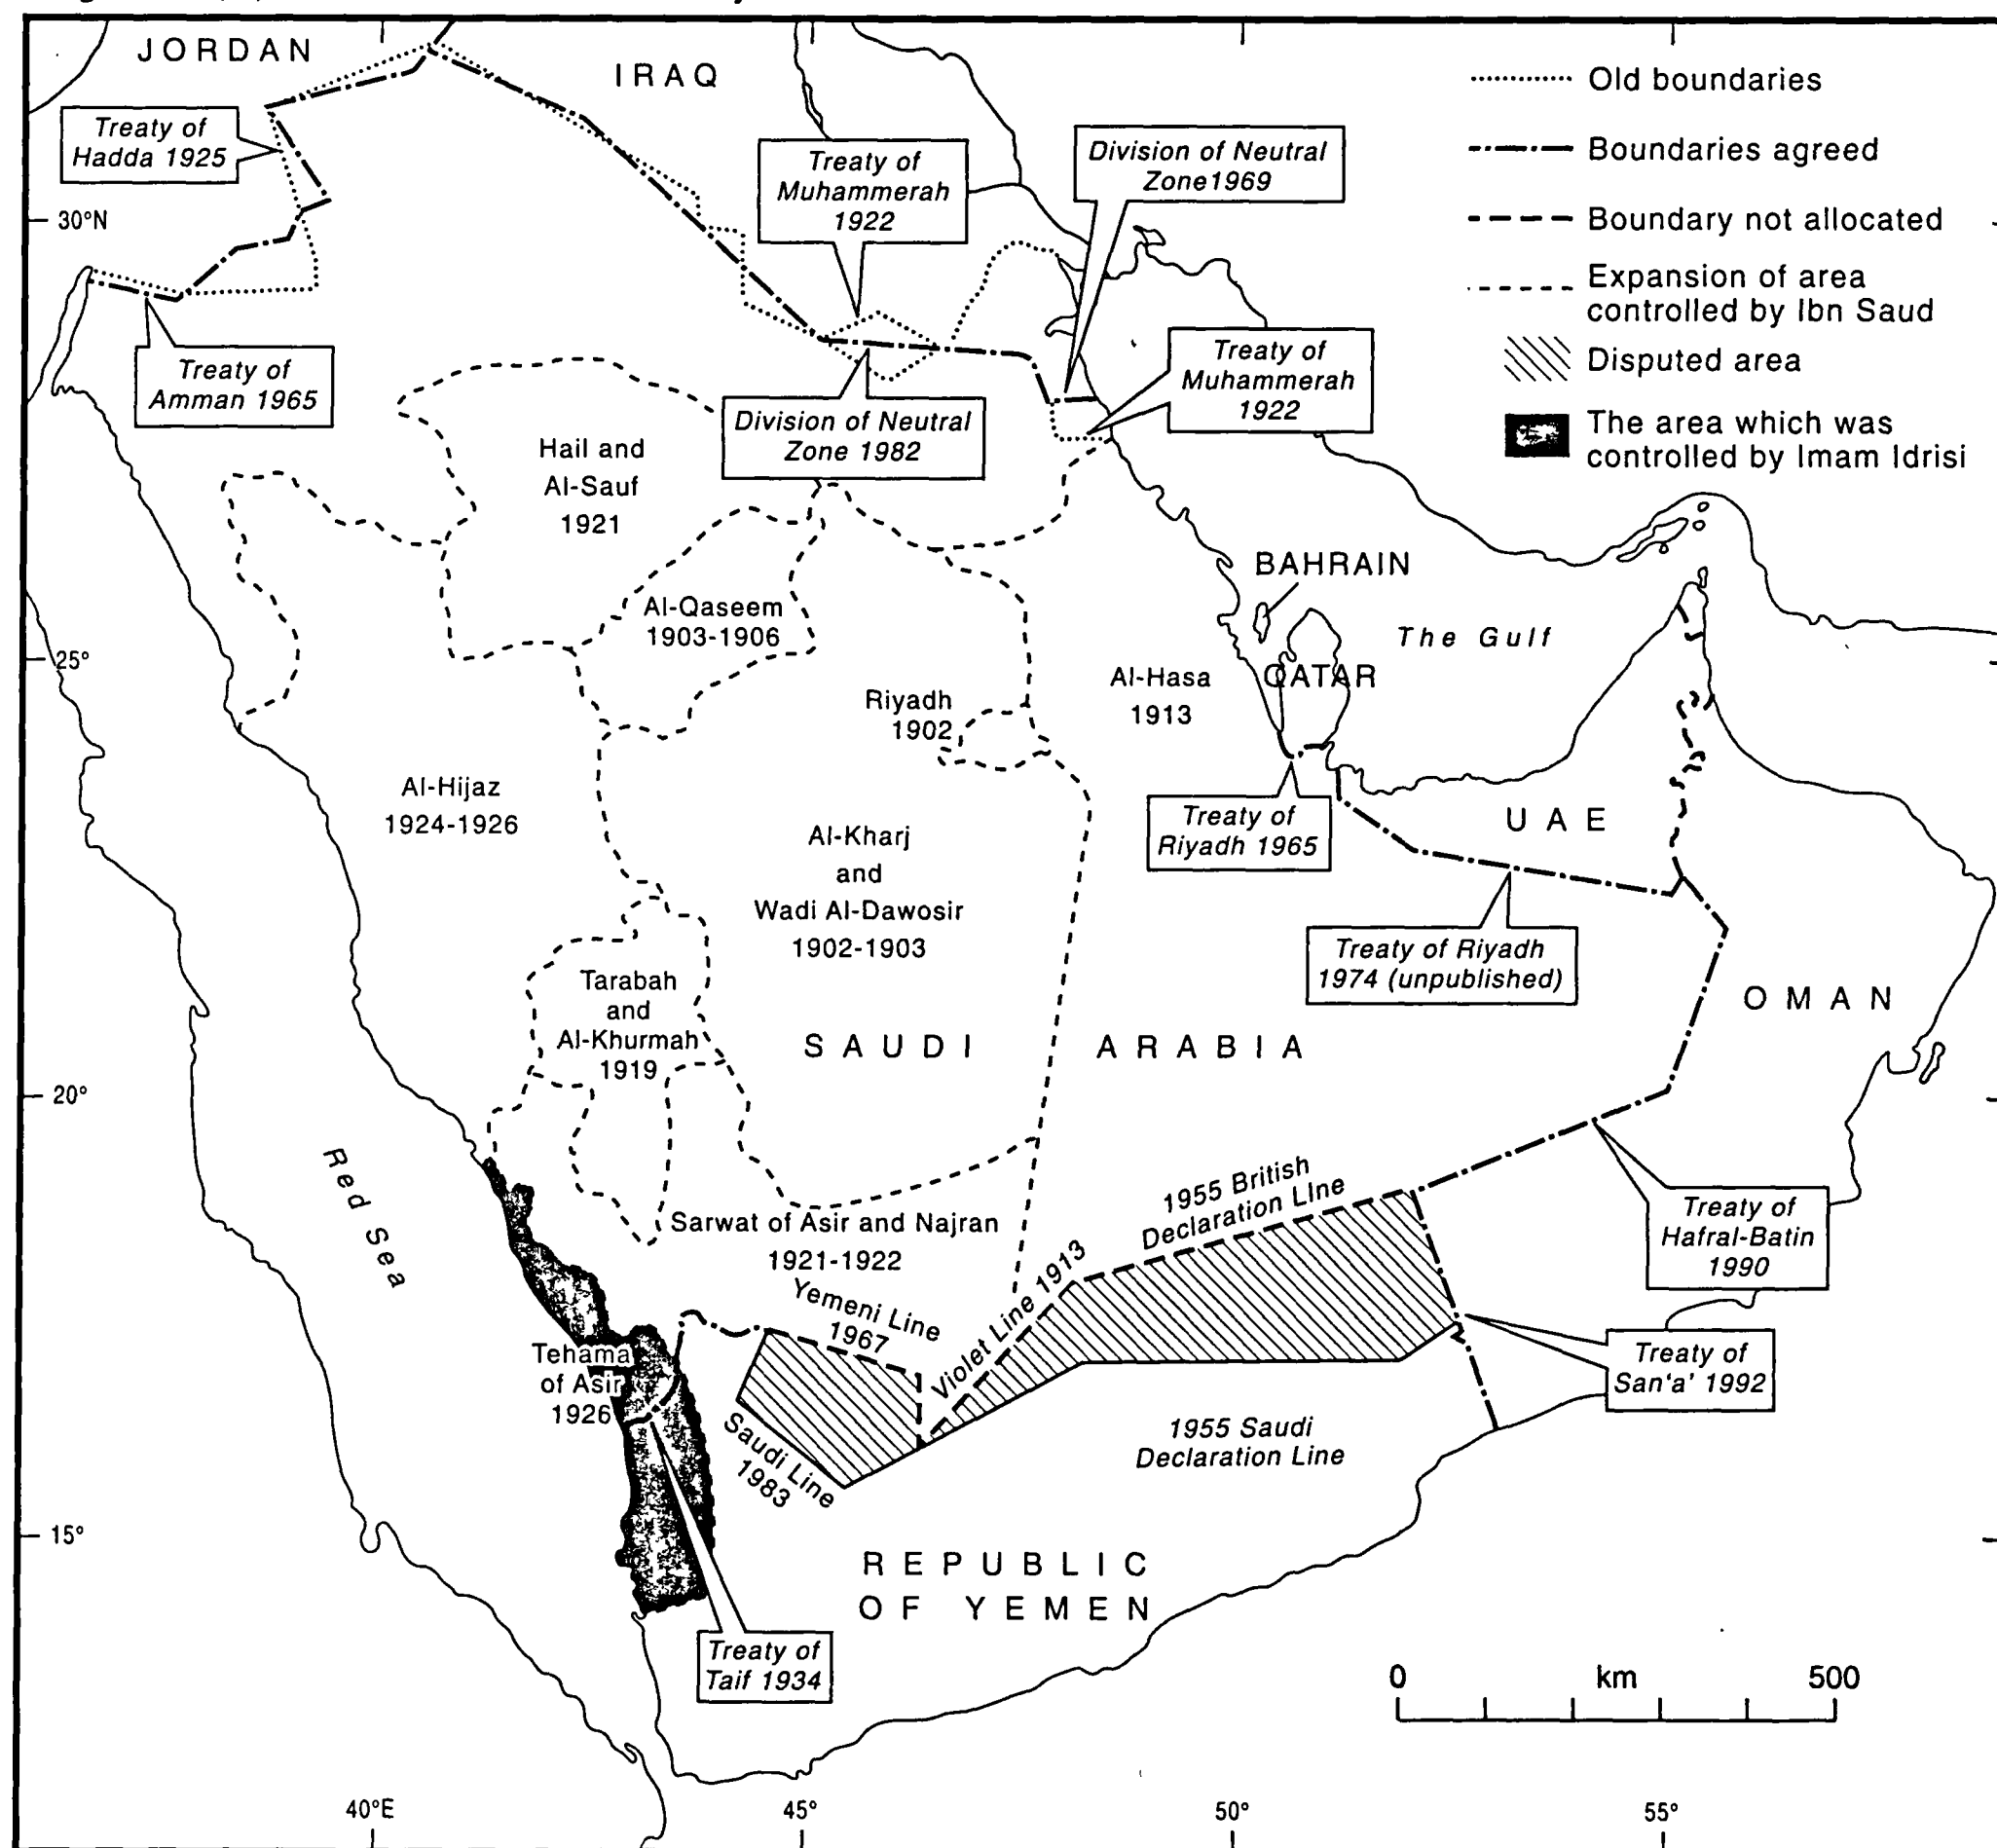 JORDAN
IRAQ
Old boundaries
Boundaries agreed
Boundary not allocated
Expansion of area
controlled by Ibn Saud
Disputed area
The area which was
controlled by Imam Idrisi
Treaty of
Hadda 1925
Treaty of
Muhammerah
1922
Division of Neutral
Zone1969
30°N
Treaty of
Amman 1965
Treaty of
Muhammerah
1922
Division of Neutral
Zone 1982
Hail and
Al-Sauf
1921
BAHRAIN
Al-Qaseem
1903-1906
The Gulf
25°
QATAR
Al-Hasa
1913
Riyadh
1902
Al-Hijaz
1924-1926
Treaty of
Riyadh 1965
UAE
Al-Kharj
and
Wadi Al-Dawosir
1902-1903
Treaty of Riyadh
1974 (unpublished)
Tarabah
and
Al-Khurmah
1919
OMAN
SAUDI ARABIA
20°
Red Sea
1955 British
Declaration LIne
Treaty of
Hafral-Batin
1990
Sarwat of Asir and Najran
1921-1922
Yemeni Line
1967
Violet Line 1913
Tehama
of Asir
1926
Treaty of
San'a' 1992
Saudi Line
1983
1955 Saudi
Declaration Line
15°
REPUBLIC
OF YEMEN
Treaty of
Taif 1934
0 km 500
40°E
45°
50°
55°